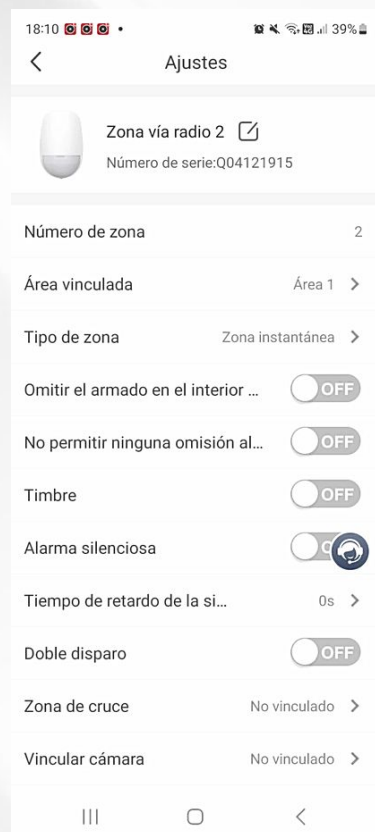 18:10 39%
Ajustes
Zona vía radio 2
Número de serie:Q04121915
Número de zona 2
Área vinculada Área 1
Tipo de zona Zona instantánea
Omitir el armado en el interior ... OFF
No permitir ninguna omisión al... OFF
Timbre OFF
Alarma silenciosa
Tiempo de retardo de la si... 0s
Doble disparo OFF
Zona de cruce No vinculado
Vincular cámara No vinculado